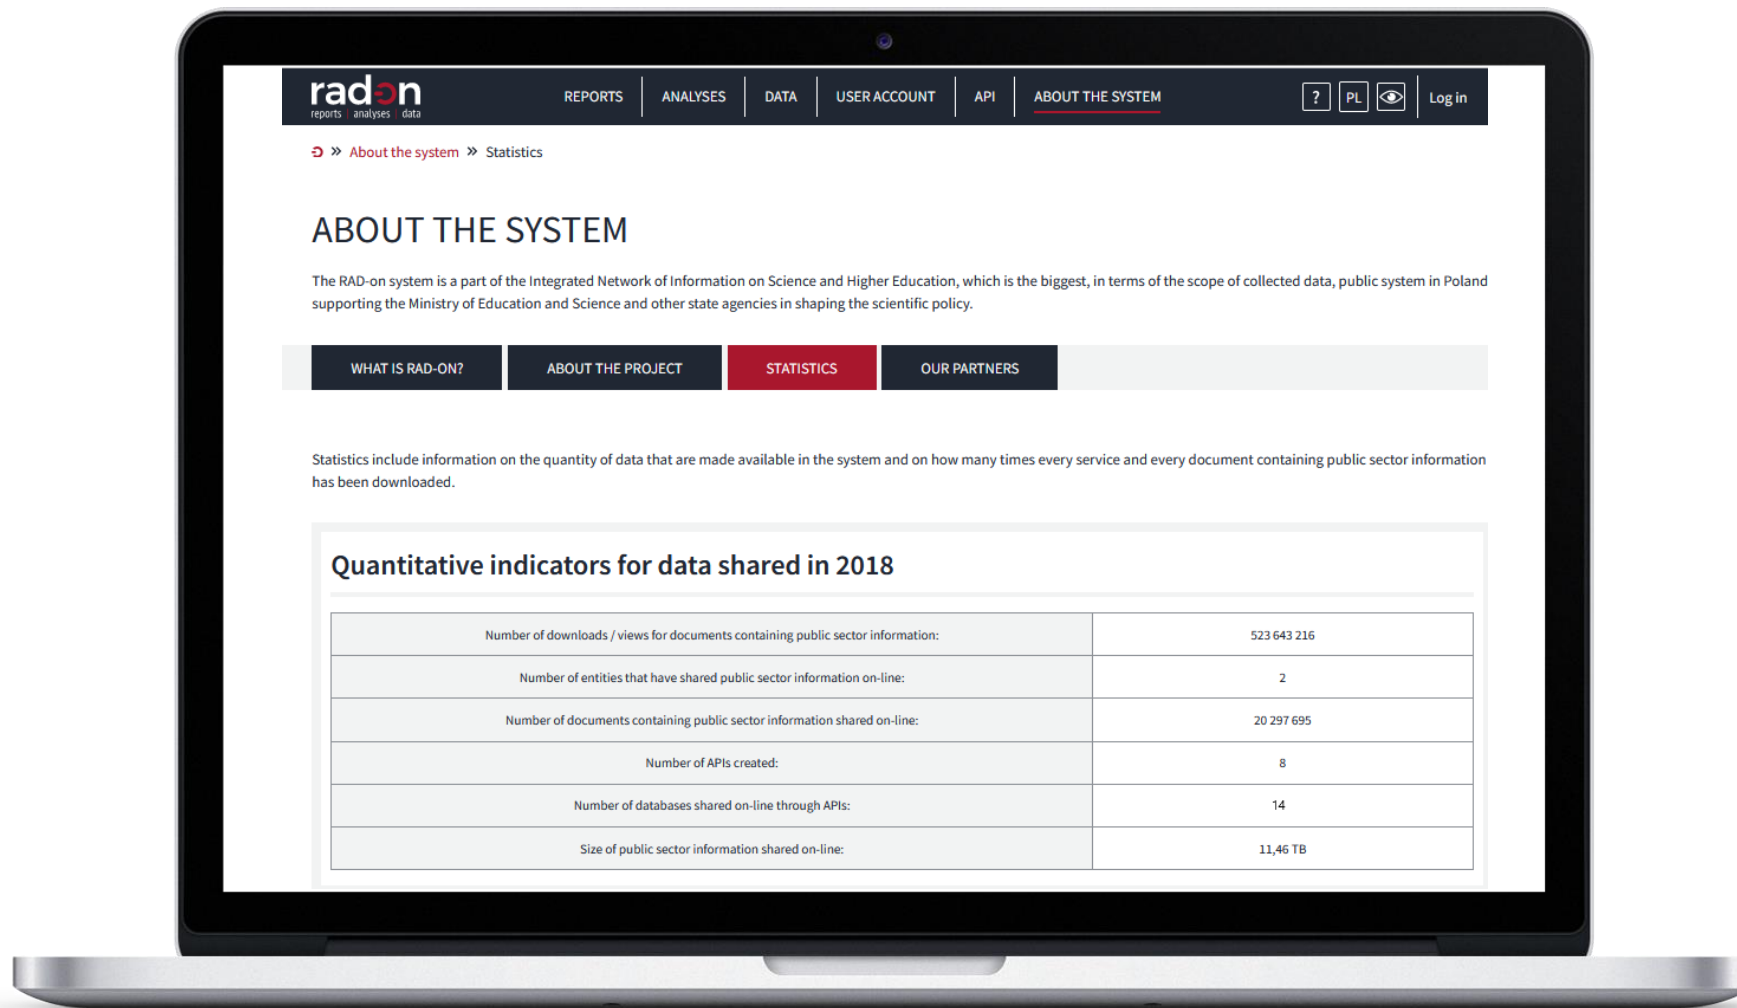 rad-on
reports | analyses | data
REPORTS
ANALYSES
DATA
USER ACCOUNT
API
ABOUT THE SYSTEM
?
PL
Log in
» About the system » Statistics
ABOUT THE SYSTEM
The RAD-on system is a part of the Integrated Network of Information on Science and Higher Education, which is the biggest, in terms of the scope of collected data, public system in Poland
supporting the Ministry of Education and Science and other state agencies in shaping the scientific policy.
WHAT IS RAD-ON?
ABOUT THE PROJECT
STATISTICS
OUR PARTNERS
Statistics include information on the quantity of data that are made available in the system and on how many times every service and every document containing public sector information
has been downloaded.
Quantitative indicators for data shared in 2018
Number of downloads / views for documents containing public sector information: 523 643 216
Number of entities that have shared public sector information on-line: 2
Number of documents containing public sector information shared on-line: 20 297 695
Number of APIs created: 8
Number of databases shared on-line through APIs: 14
Size of public sector information shared on-line: 11,46 TB